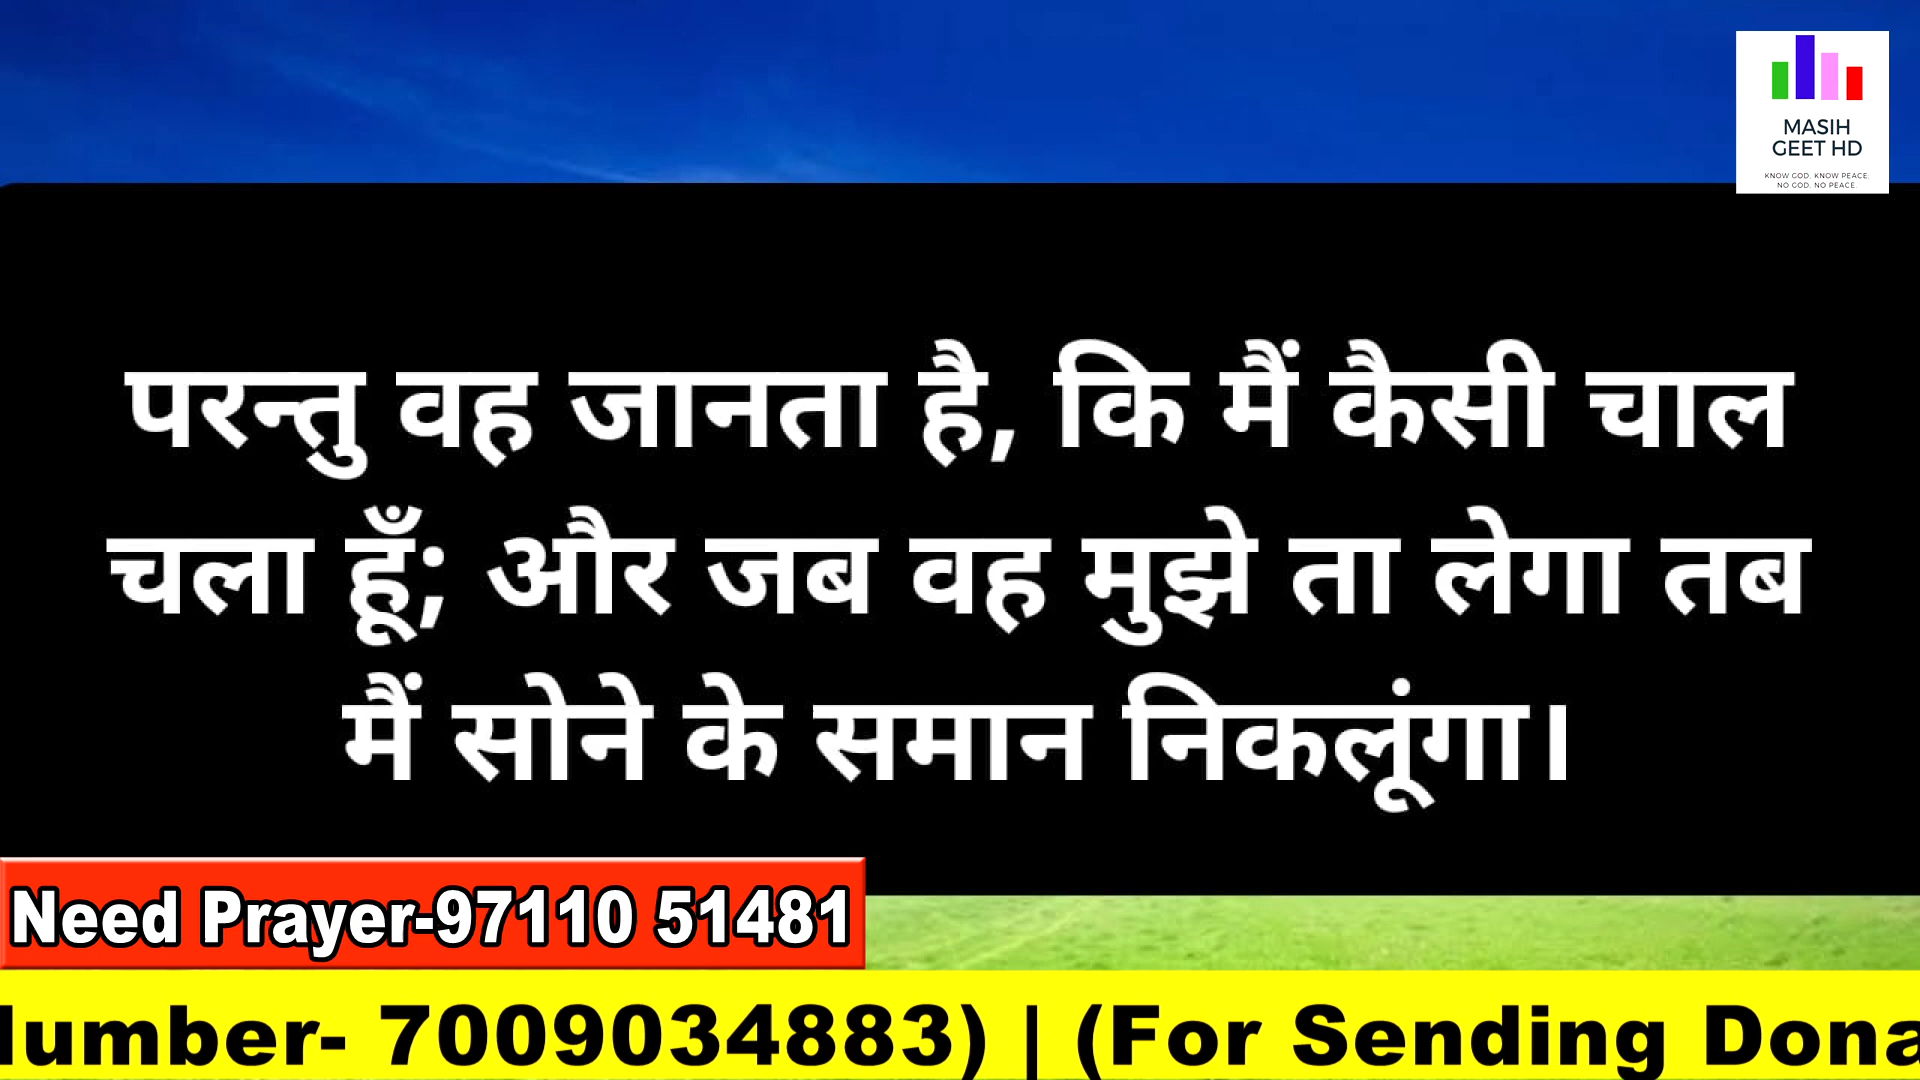 MASIH
GEET HD
KNOW GOD. KNOW PEACE.
NO GOD. NO PEACE.
परन्तु वह जानता है, कि मैं कैसी चाल
चला हूँ; और जब वह मुझे ता लेगा तब
मैं सोने के समान निकलूंगा।
Need Prayer-97110 51481
umber- 7009034883) | (For Sending Dona